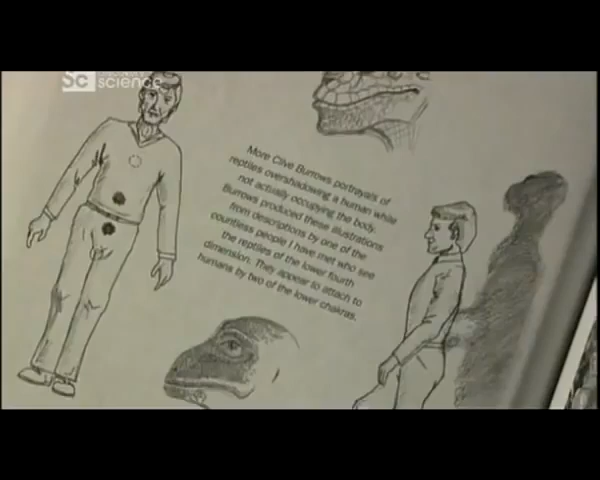 Sc science
More Clive Burrows portrayals of
reptiles overshadowing a human while
not actually occupying the body.
Burrows produced these illustrations
from descriptions by one of the
countless people I have met who see
the reptiles of the lower fourth
dimension. They appear to attach to
humans by two of the lower chakras.